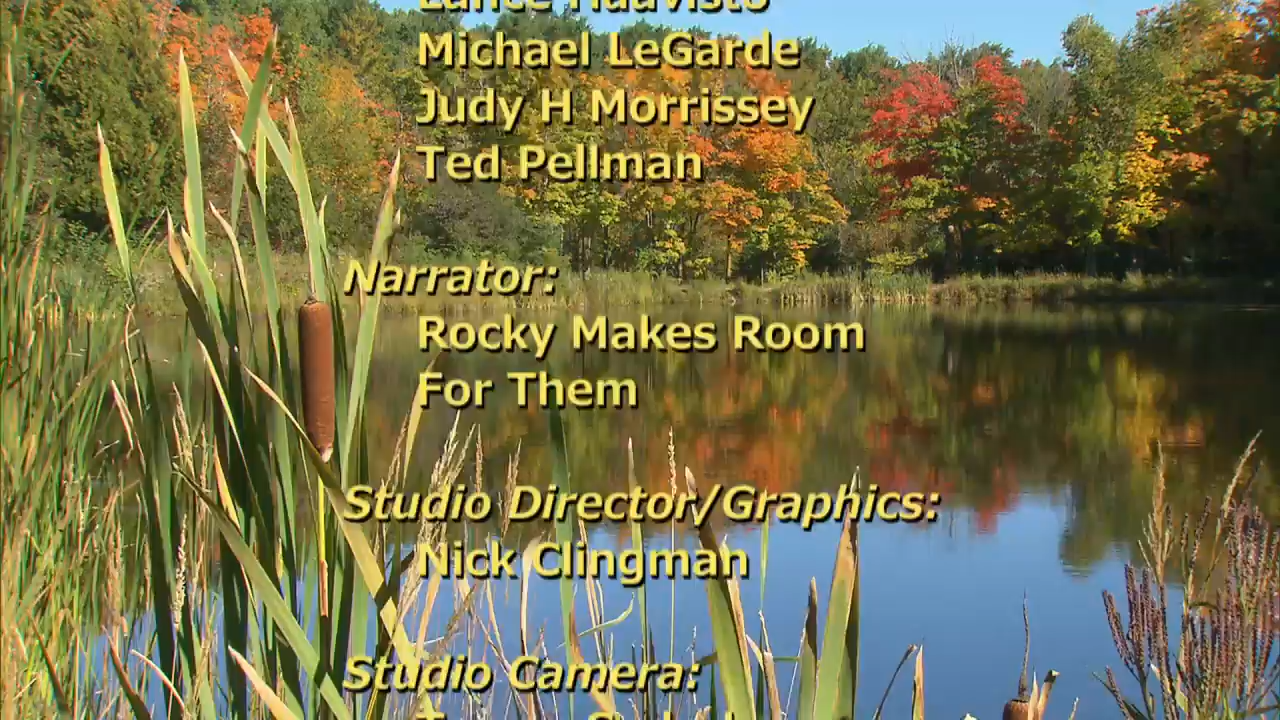 Michael LeGarde
Judy H Morrissey
Ted Pellman
Narrator:
Rocky Makes Room
For Them
Studio Director/Graphics:
Nick Clingman
Studio Camera: